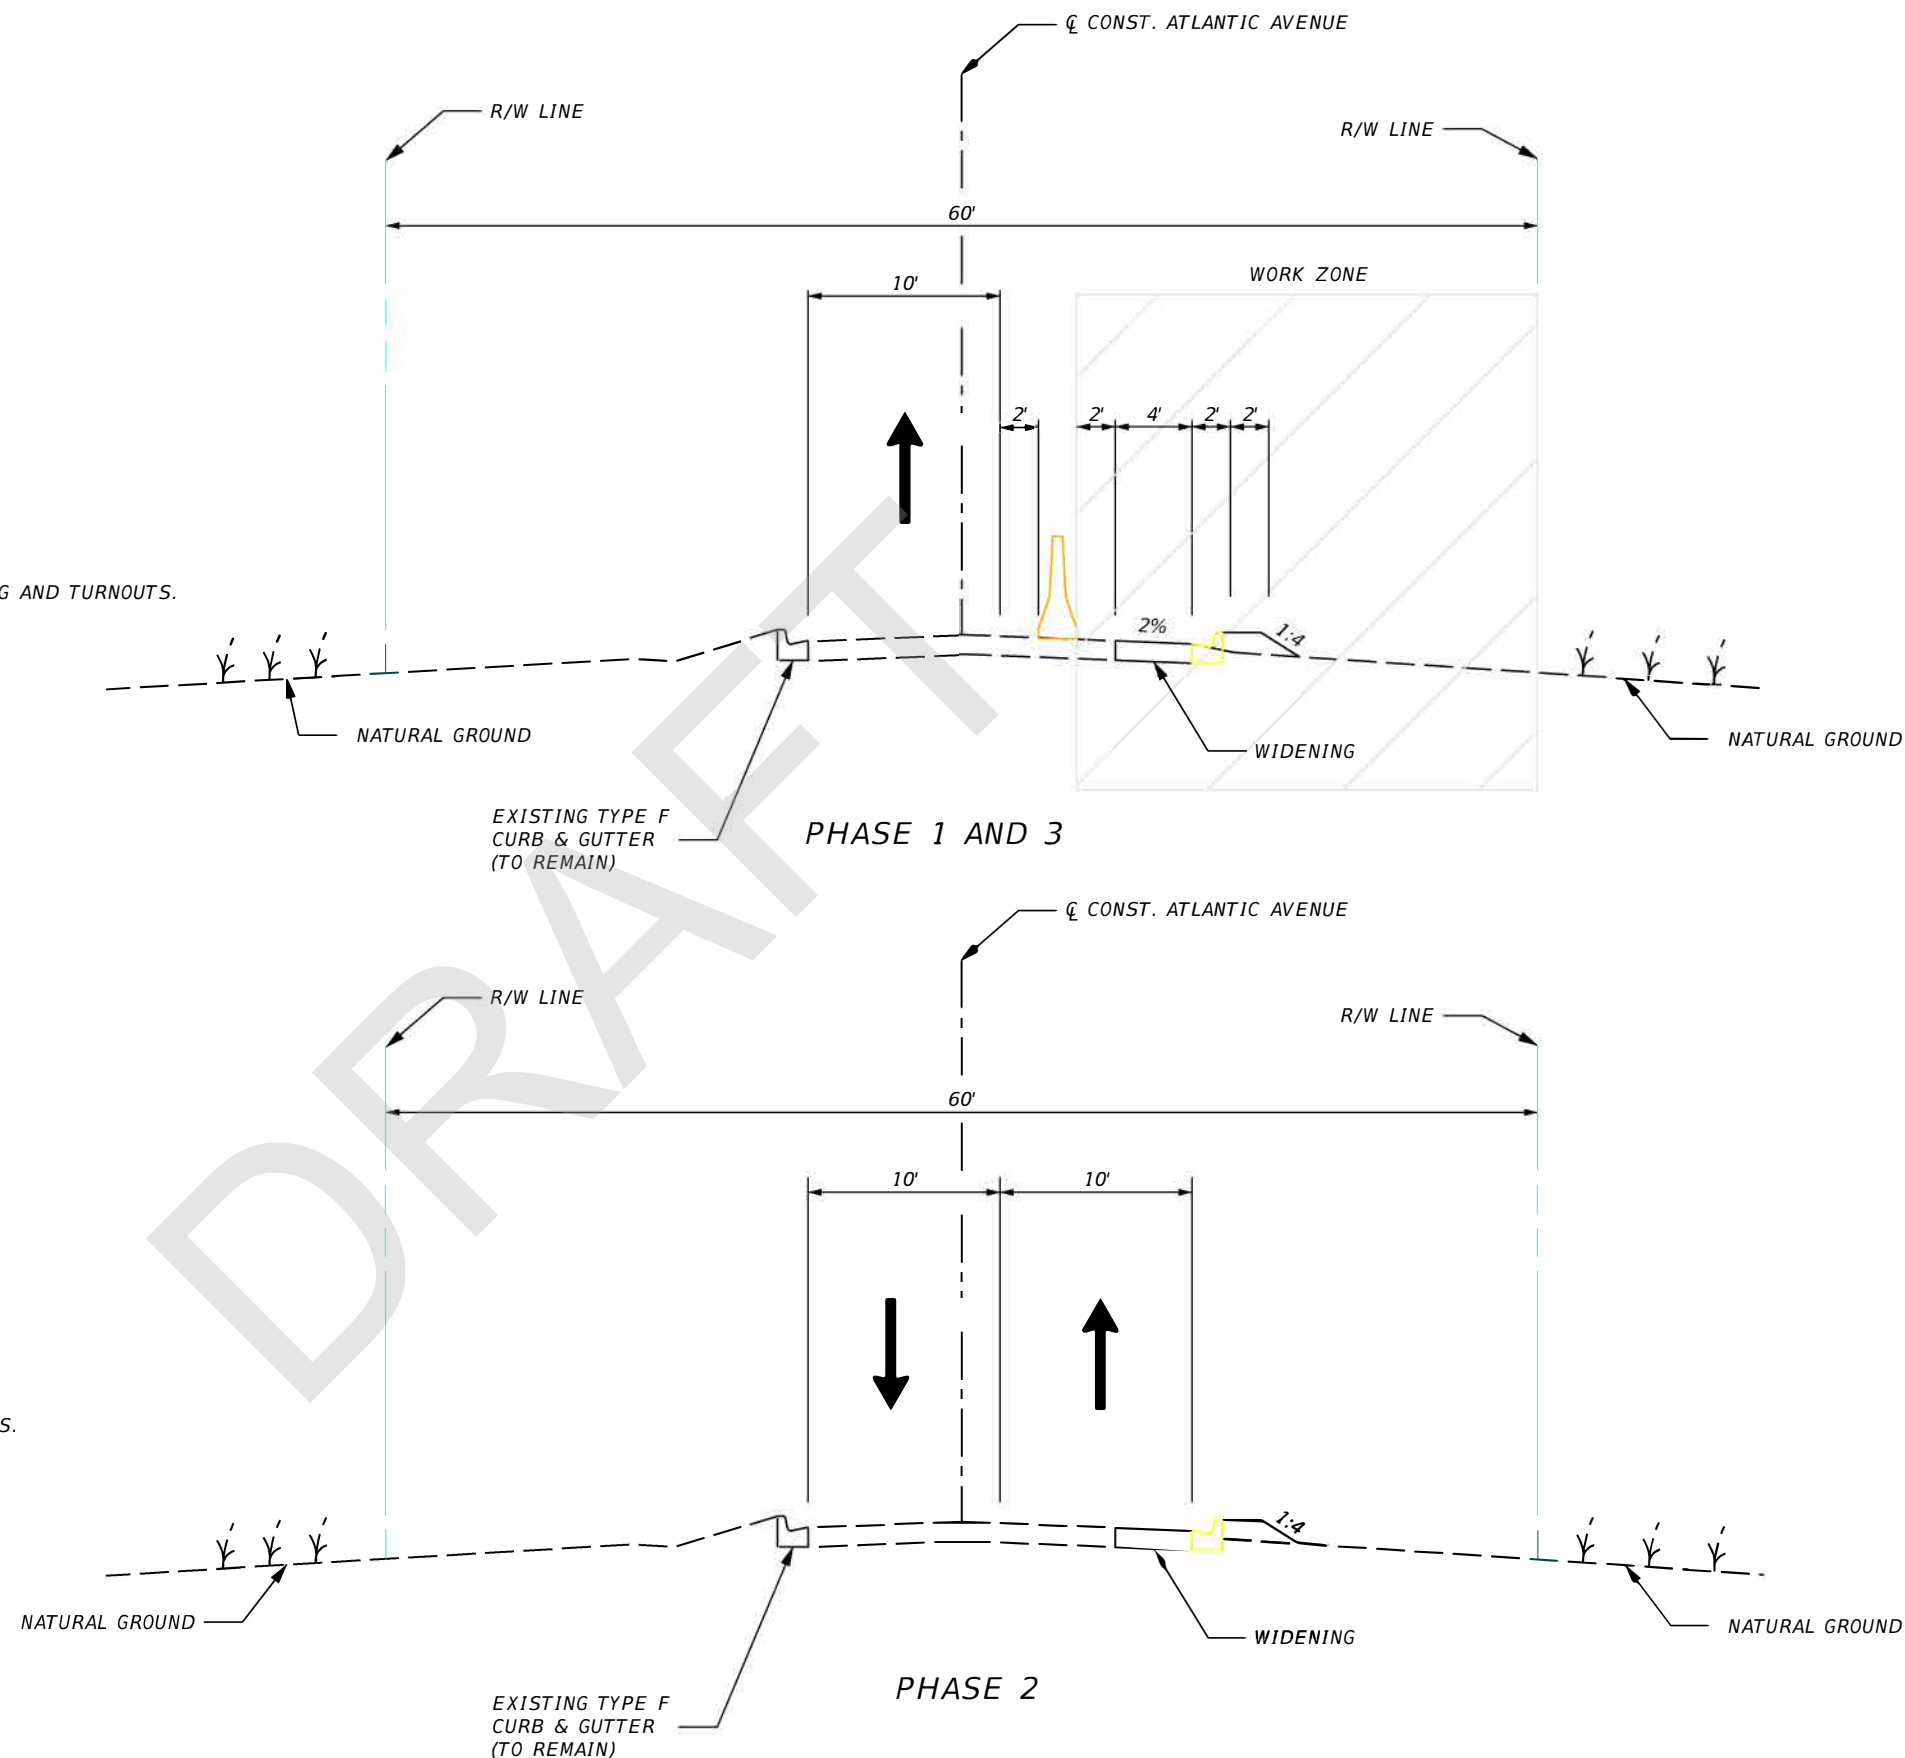 ℄ CONST. ATLANTIC AVENUE
R/W LINE
R/W LINE
60'
WORK ZONE
10'
2'
2'
4'
2'
2'
AND TURNOUTS.
2%
1:4
NATURAL GROUND
NATURAL GROUND
WIDENING
EXISTING TYPE F
CURB & GUTTER
(TO REMAIN)
PHASE 1 AND 3
DRAFT
℄ CONST. ATLANTIC AVENUE
R/W LINE
R/W LINE
60'
10'
10'
S.
1:4
NATURAL GROUND
NATURAL GROUND
WIDENING
PHASE 2
EXISTING TYPE F
CURB & GUTTER
(TO REMAIN)